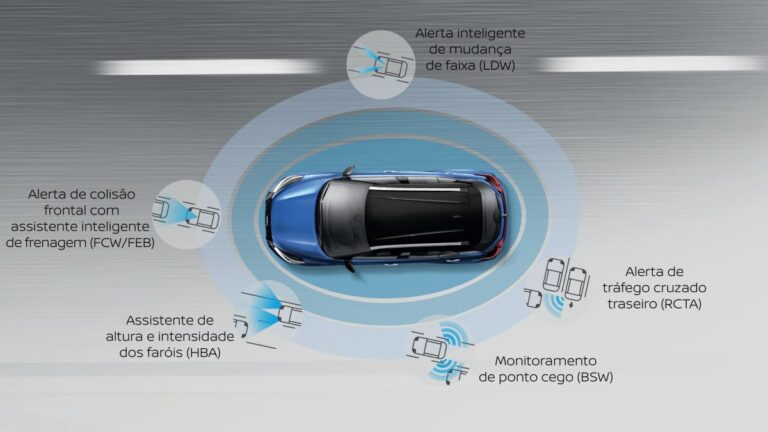 Alerta inteligente
de mudança
de faixa (LDW)
Alerta de colisão
frontal com
assistente inteligente
de frenagem (FCW/FEB)
Alerta de
tráfego cruzado
traseiro (RCTA)
Assistente de
altura e intensidade
dos faróis (HBA)
Monitoramento
de ponto cego (BSW)